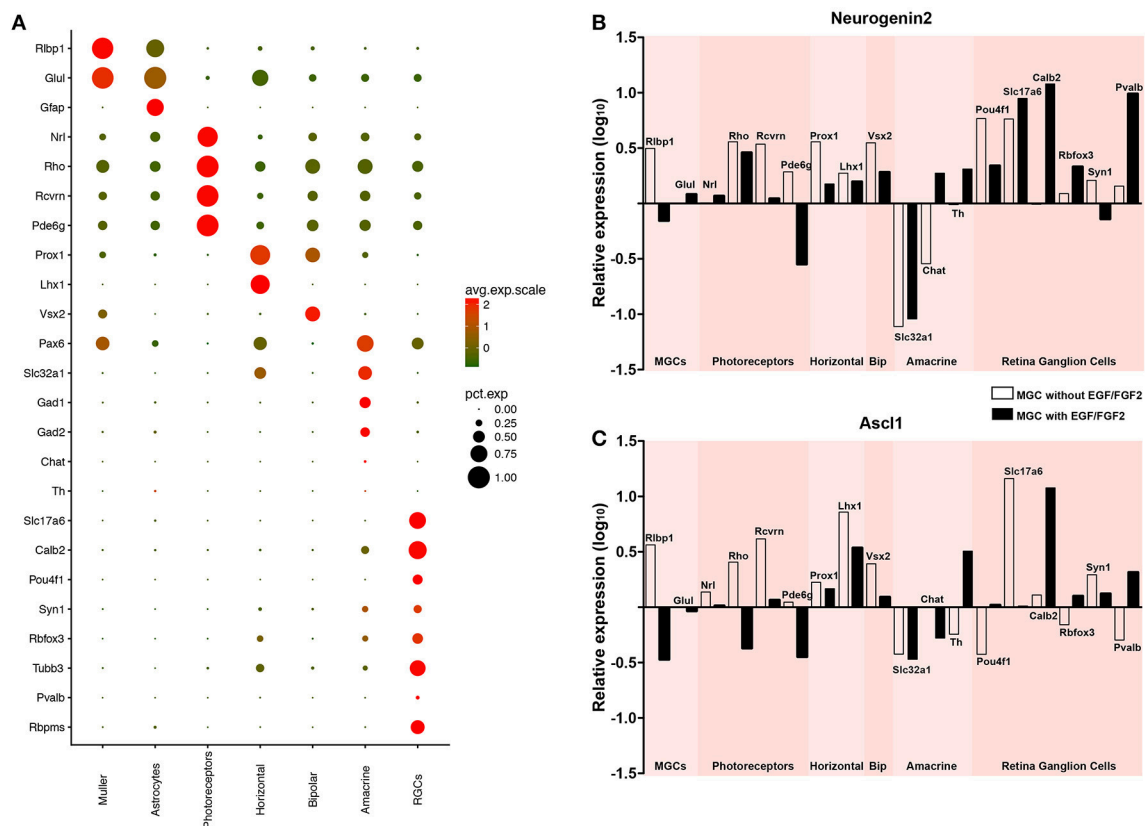 A
Rlbp1
Glul
Gfap
Nrl
Rho
Rcvrn
Pde6g
Prox1
Lhx1
Vsx2
Pax6
Slc32a1
Gad1
Gad2
Chat
Th
Slc17a6
Calb2
Pou4f1
Syn1
Rbfox3
Tubb3
Pvalb
Rbpms
Muller
Astrocytes
Photoreceptors
Horizontal
Bipolar
Amacrine
RGCs
avg.exp.scale
2
1
0
pct.exp
0.00
0.25
0.50
0.75
1.00
B
Neurogenin2
Relative expression (log10)
1.5
1.0
0.5
-0.5
-1.0
-1.5
Rlbp1
Glul
Nrl
Rho
Rcvrn
Pde6g
Prox1
Lhx1
Vsx2
Slc32a1
Chat
Th
Pou4f1
Slc17a6
Calb2
Rbfox3
Syn1
Pvalb
MGCs
Photoreceptors
Horizontal
Bip
Amacrine
Retina Ganglion Cells
MGC without EGF/FGF2
MGC with EGF/FGF2
C
Ascl1
Relative expression (log10)
1.5
1.0
0.5
-0.5
-1.0
-1.5
Rlbp1
Glul
Nrl
Rho
Rcvrn
Pde6g
Prox1
Lhx1
Vsx2
Slc32a1
Chat
Th
Pou4f1
Slc17a6
Calb2
Rbfox3
Syn1
Pvalb
MGCs
Photoreceptors
Horizontal
Bip
Amacrine
Retina Ganglion Cells